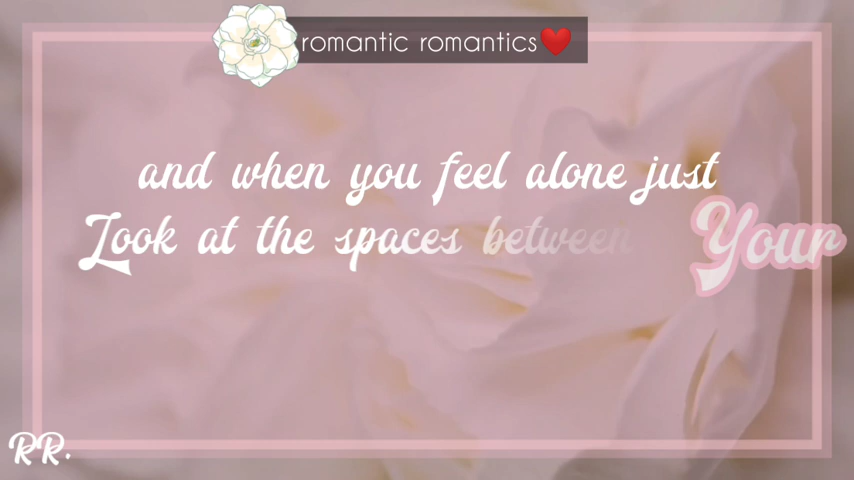 romantic romantics❤️
and when you feel alone just
Look at the spaces between Your
RR.